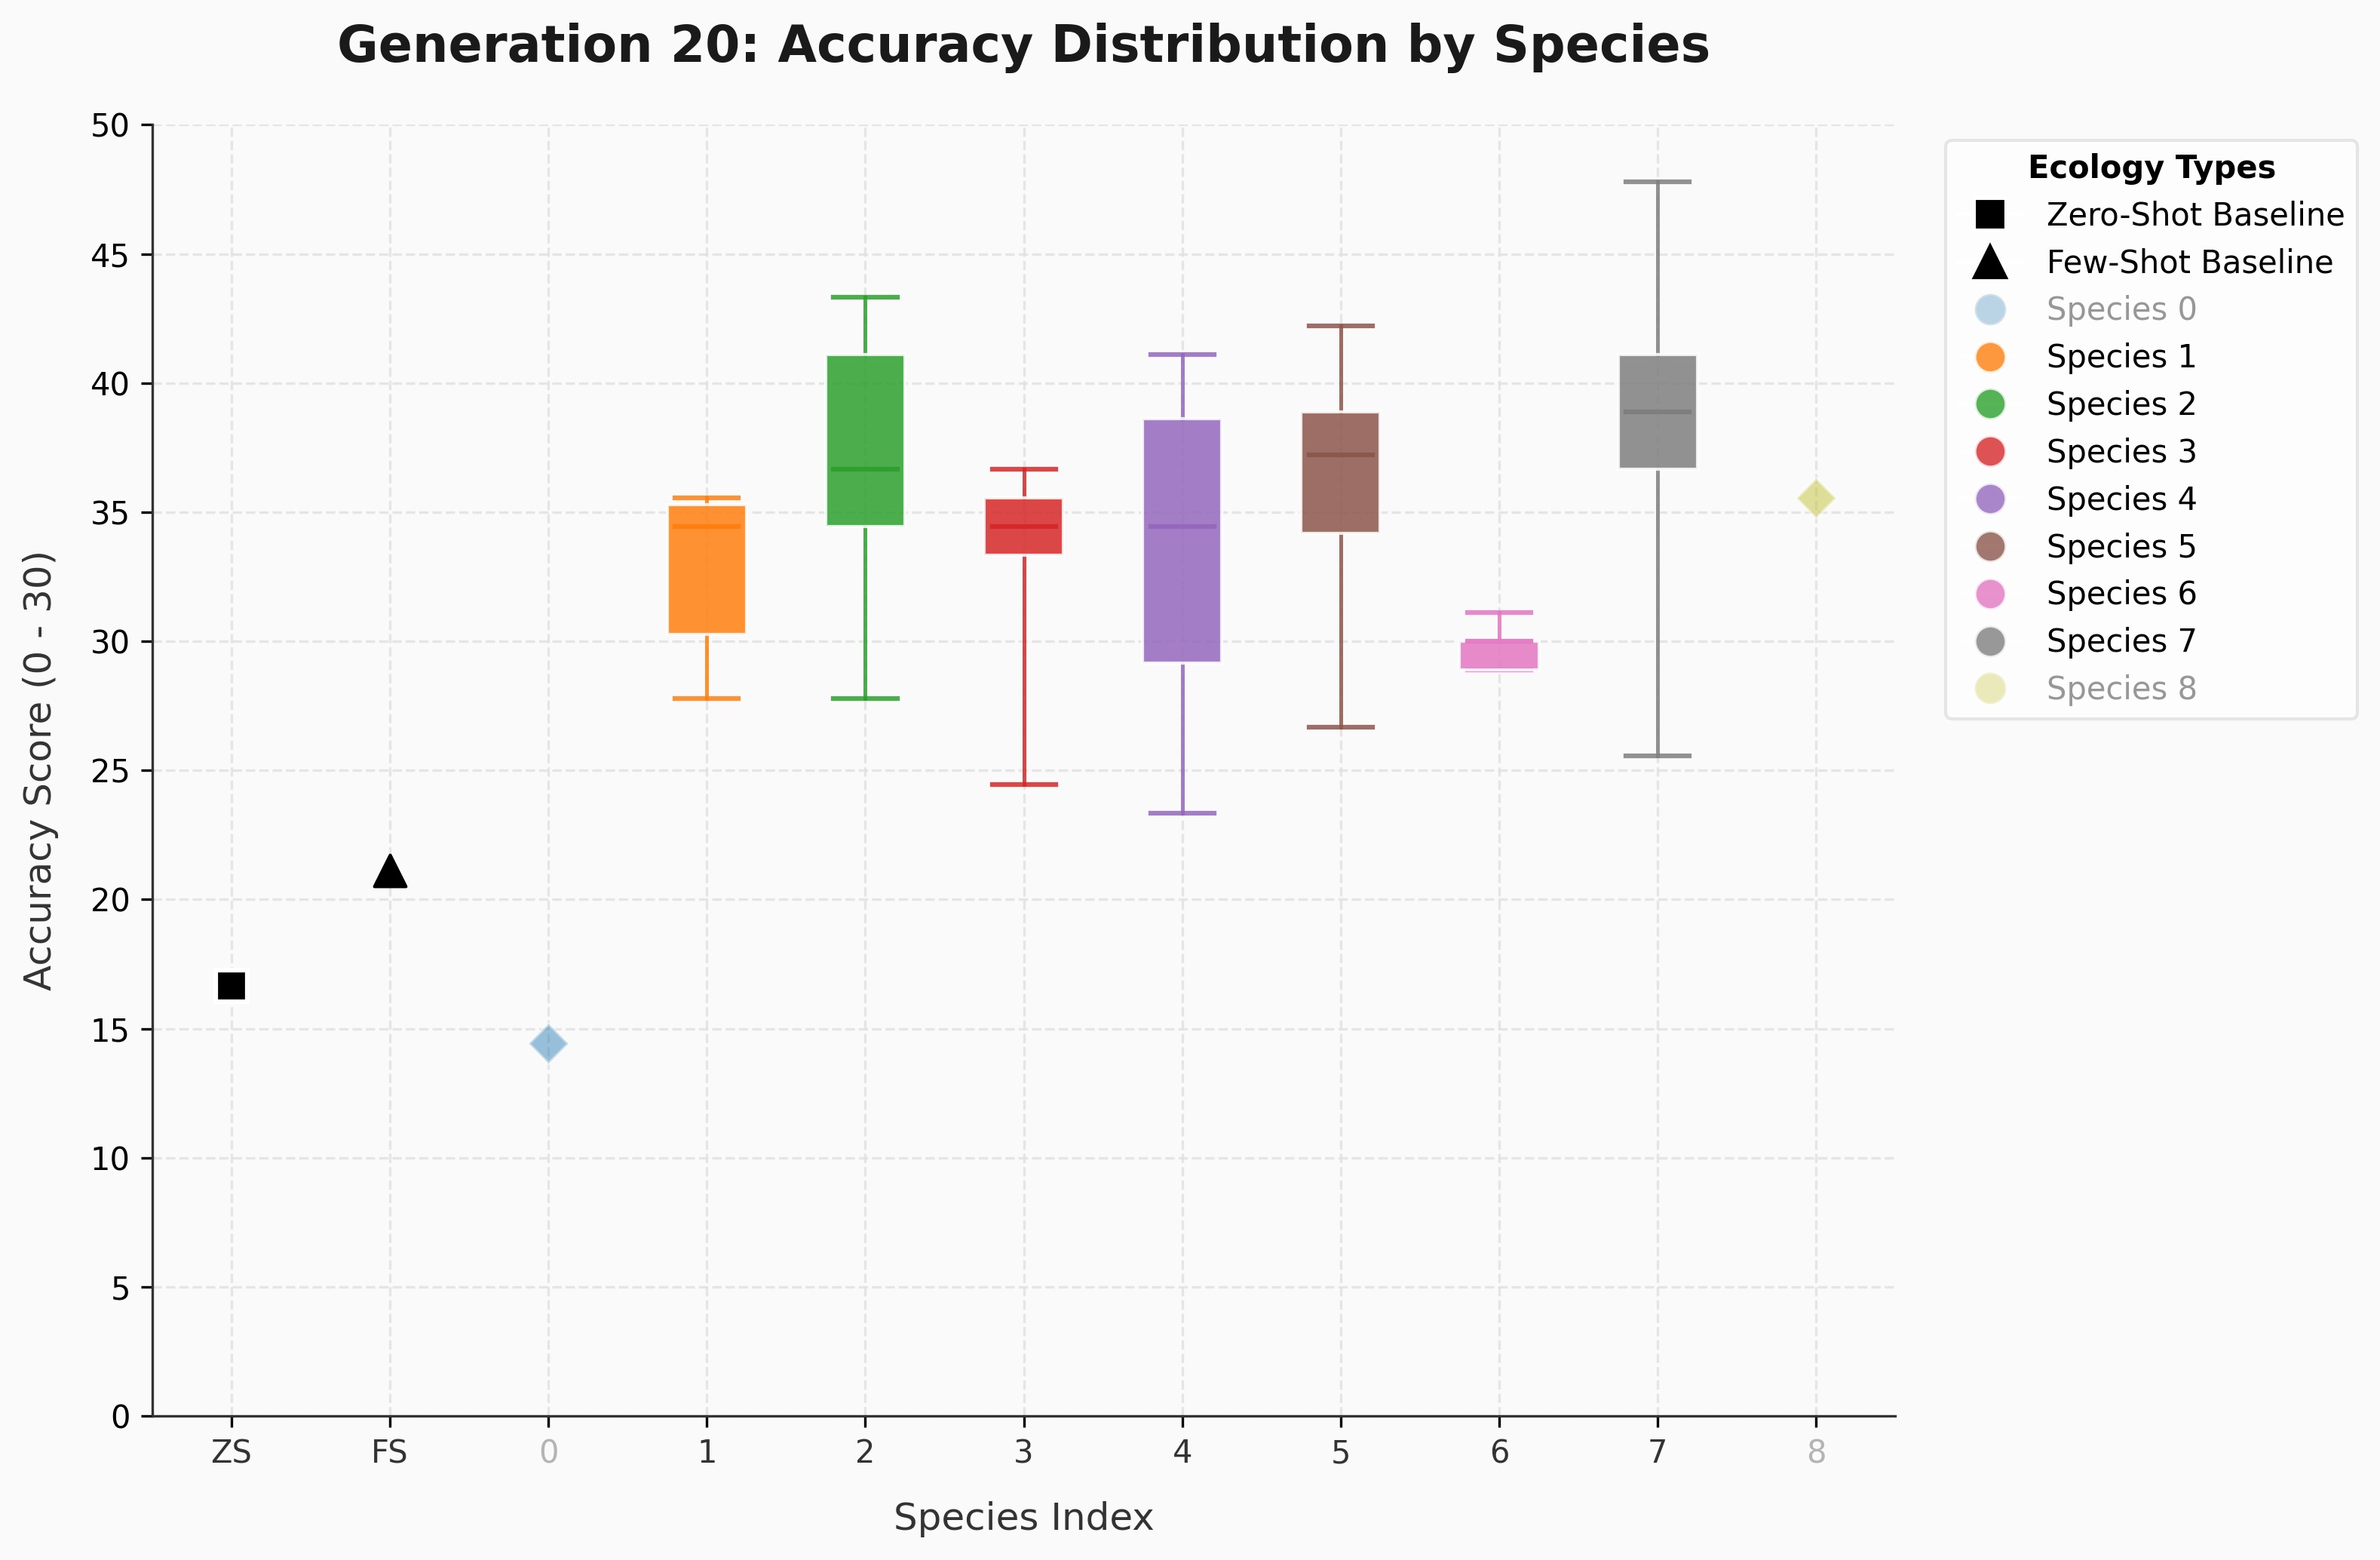 Generation 20: Accuracy Distribution by Species
Accuracy Score (0 - 30)
50
45
40
35
30
25
20
15
10
5
0
ZS FS 0 1 2 3 4 5 6 7 8
Species Index
Ecology Types
Zero-Shot Baseline
Few-Shot Baseline
Species 0
Species 1
Species 2
Species 3
Species 4
Species 5
Species 6
Species 7
Species 8